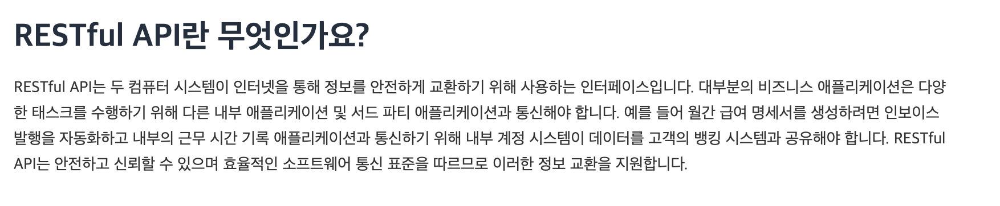 RESTful API란 무엇인가요?
RESTful API는 두 컴퓨터 시스템이 인터넷을 통해 정보를 안전하게 교환하기 위해 사용하는 인터페이스입니다. 대부분의 비즈니스 애플리케이션은 다양
한 태스크를 수행하기 위해 다른 내부 애플리케이션 및 서드 파티 애플리케이션과 통신해야 합니다. 예를 들어 월간 급여 명세서를 생성하려면 인보이스
발행을 자동화하고 내부의 근무 시간 기록 애플리케이션과 통신하기 위해 내부 계정 시스템이 데이터를 고객의 뱅킹 시스템과 공유해야 합니다. RESTful
API는 안전하고 신뢰할 수 있으며 효율적인 소프트웨어 통신 표준을 따르므로 이러한 정보 교환을 지원합니다.